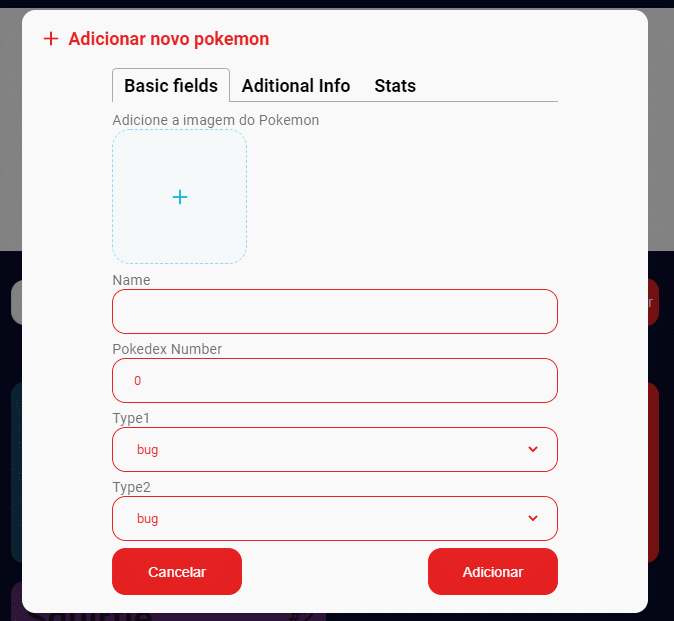 Adicionar novo pokemon
Basic fields Aditional Info Stats
Adicione a imagem do Pokemon
Name
Pokedex Number
0
Type1
bug
Type2
bug
Cancelar Adicionar